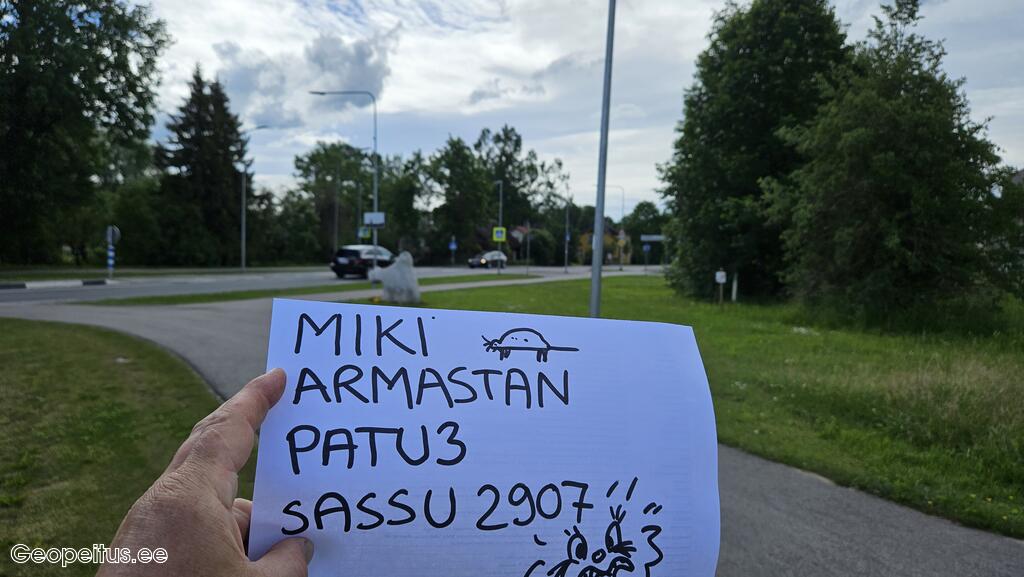 MIKI
ARMASTAN
PATU3
SASSU 2907
Geopeitus.ee